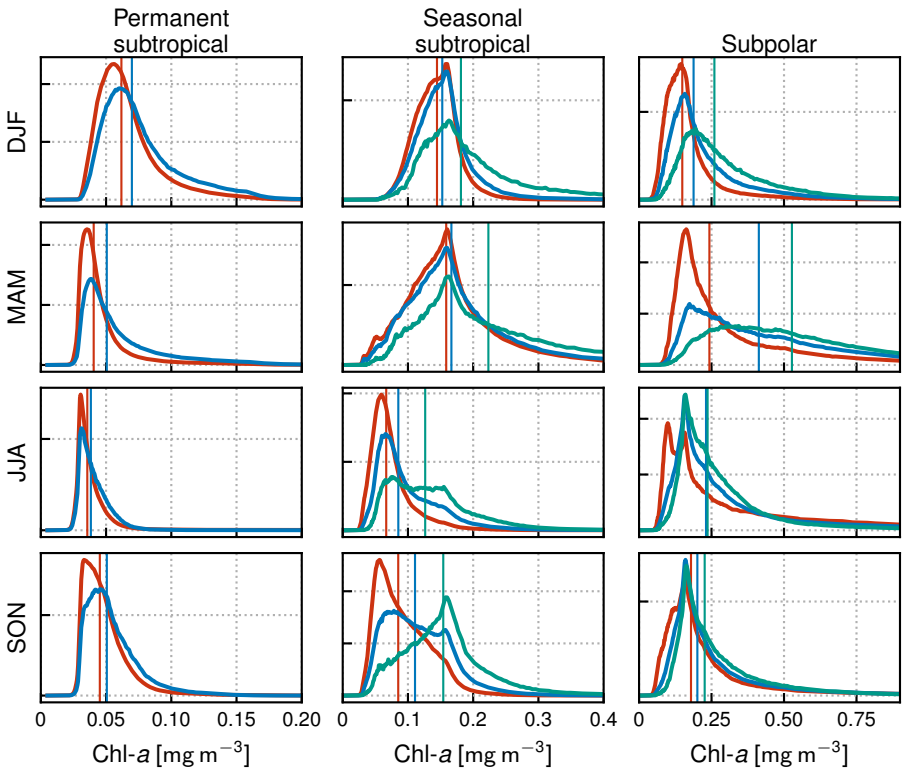 Permanent
subtropical
Seasonal
subtropical
Subpolar
DJF
MAM
JJA
SON
0 0.05 0.10 0.15 0.20
0 0.1 0.2 0.3 0.4
0 0.25 0.50 0.75
Chl-a [mg m⁻³]
Chl-a [mg m⁻³]
Chl-a [mg m⁻³]